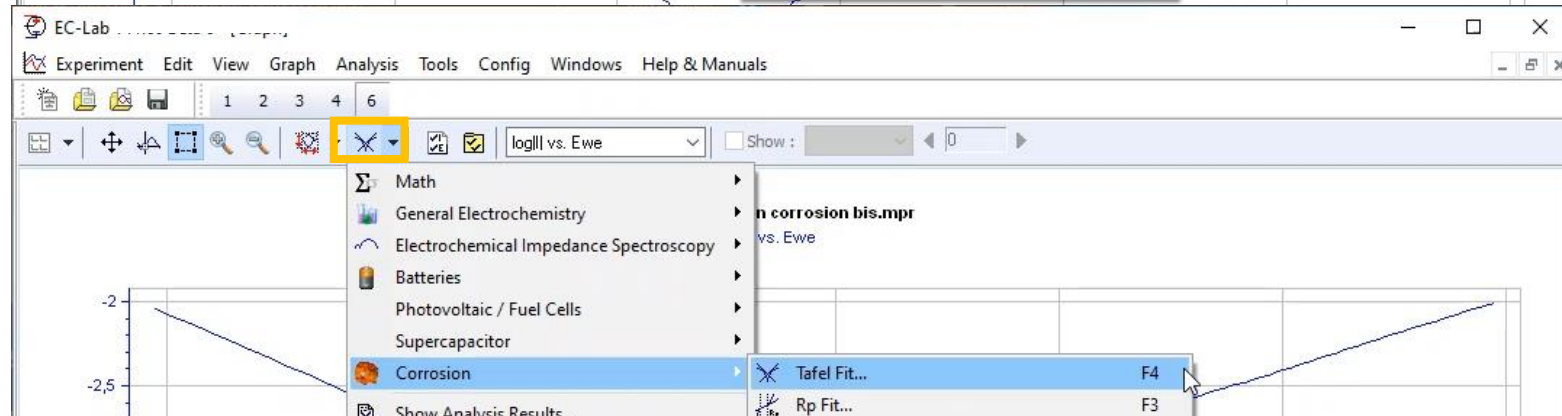 EC-Lab
Experiment Edit View Graph Analysis Tools Config Windows Help & Manuals
1 2 3 4 6
log|I| vs. Ewe Show : 0
Math
General Electrochemistry
n corrosion bis.mpr
Electrochemical Impedance Spectroscopy
vs. Ewe
Batteries
-2
Photovoltaic / Fuel Cells
Supercapacitor
Corrosion
Tafel Fit... F4
-2,5
Show Analysis Results...
Rp Fit... F3